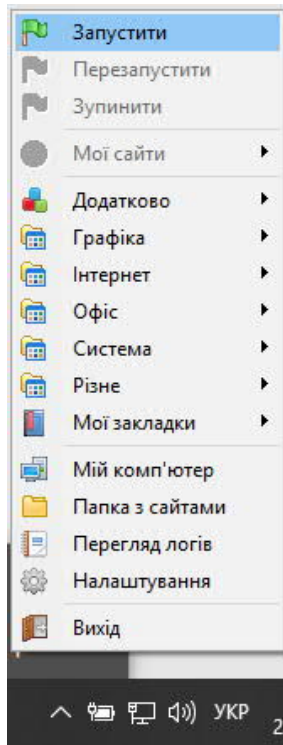 Запустити
Перезапустити
Зупинити
Мої сайти
Додатково
Графіка
Інтернет
Офіс
Система
Різне
Мої закладки
Мій комп'ютер
Папка з сайтами
Перегляд логів
Налаштування
Вихід
УКР
2